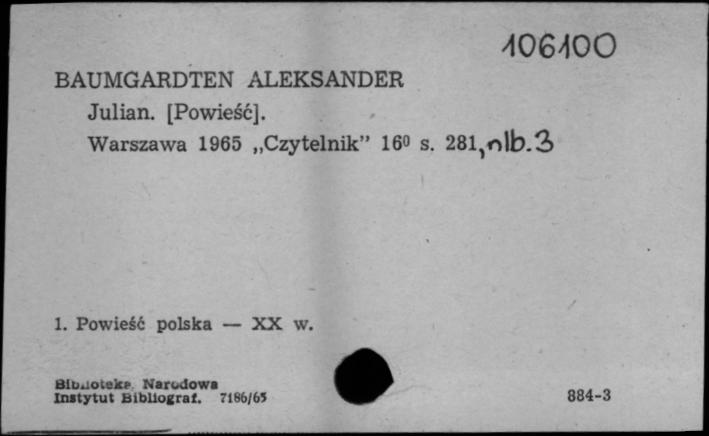 106100
BAUMGARDTEN ALEKSANDER
Julian. [Powieść].
Warszawa 1965 „Czytelnik” 16⁰ s. 281, nlb. 3
1. Powieść polska — XX w.
Biblioteka Narodowa
Instytut Bibliograf. 7186/65
884-3